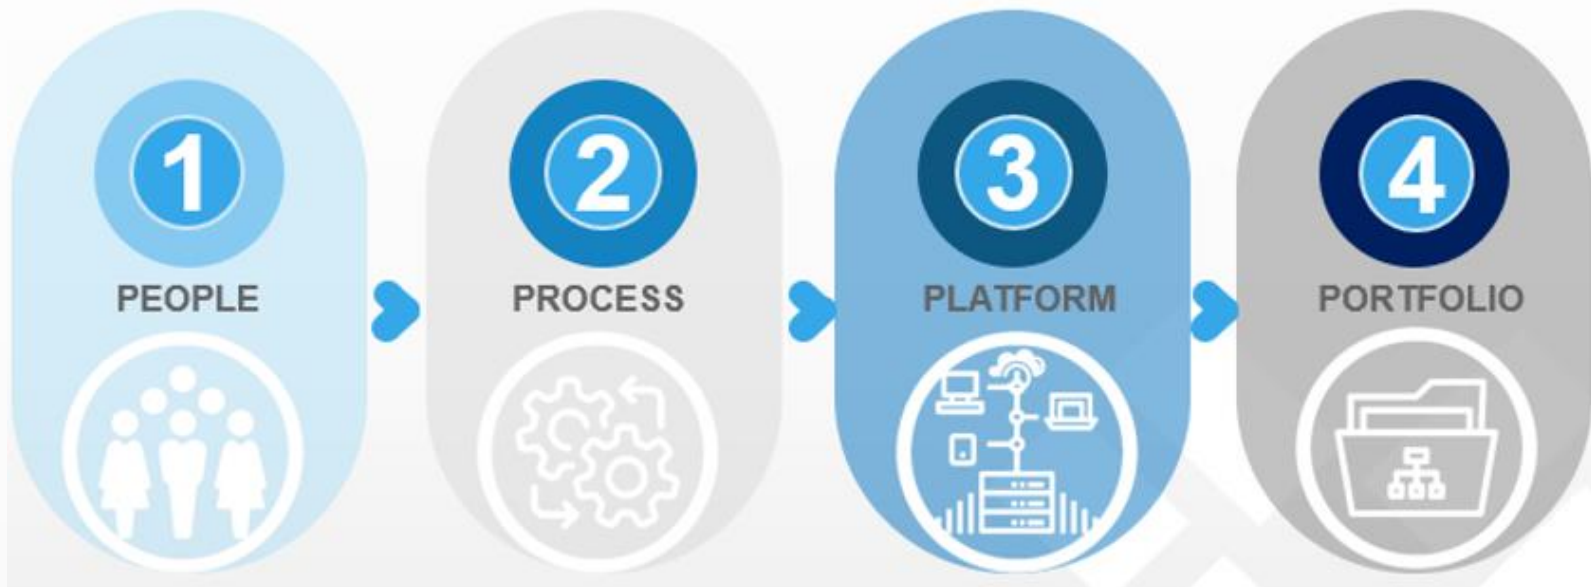 1
PEOPLE
2
PROCESS
3
PLATFORM
4
PORTFOLIO